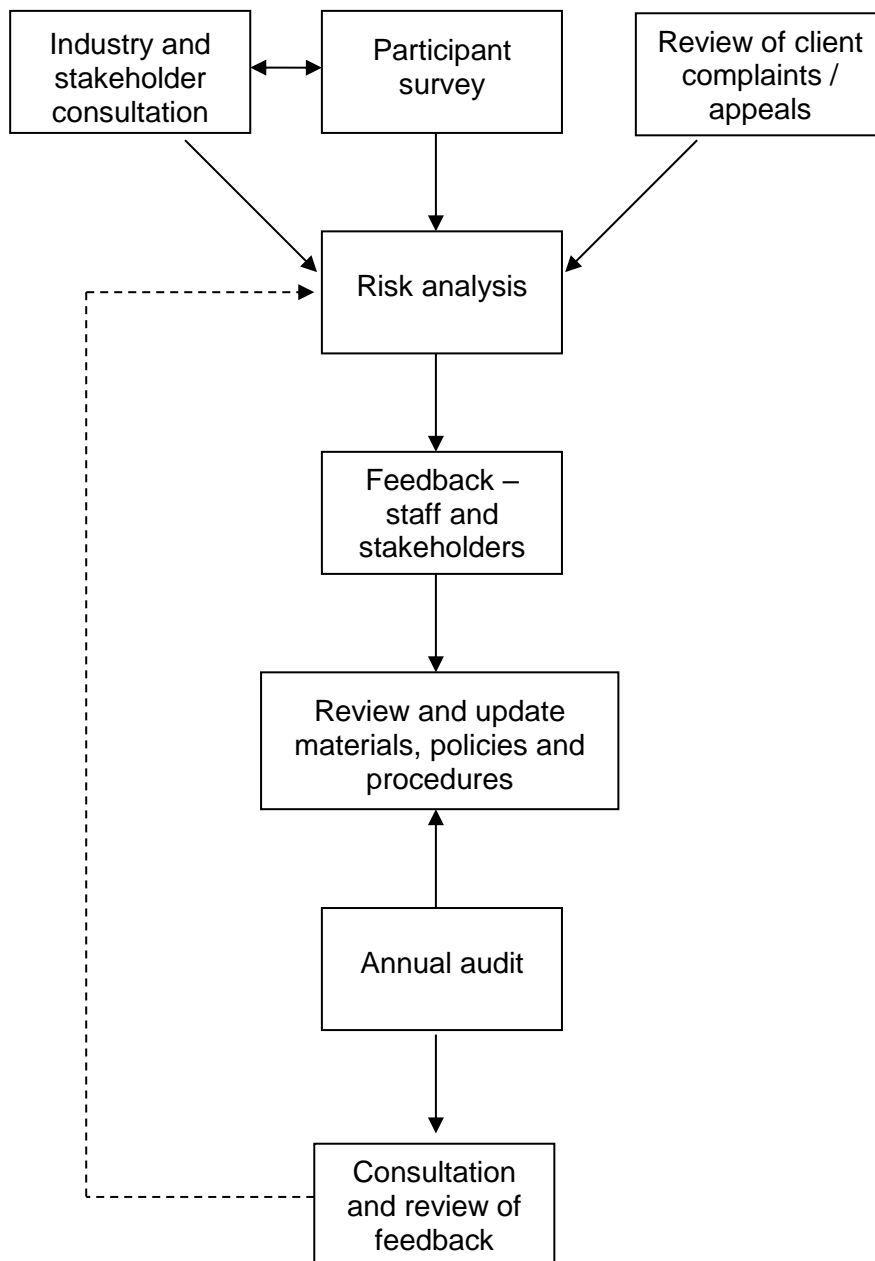 Industry and
stakeholder
consultation
Participant
survey
Review of client
complaints /
appeals
Risk analysis
Feedback –
staff and
stakeholders
Review and update
materials, policies and
procedures
Annual audit
Consultation
and review of
feedback